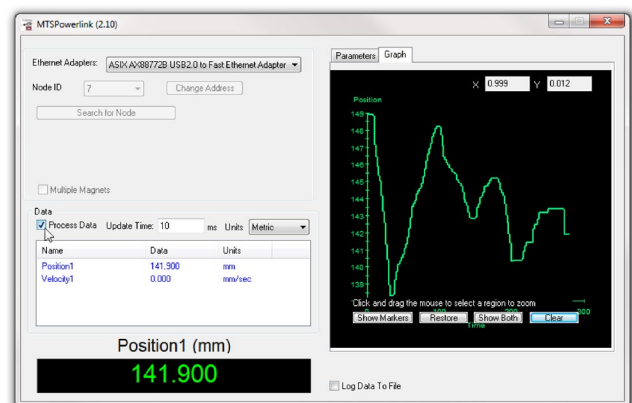 MTSPowerlink (2.10)
Ethernet Adapters: ASIX AX88772B USB2.0 to Fast Ethernet Adapter
Node ID 7 Change Address
Search for Node
Multiple Magnets
Data
Process Data Update Time: 10 ms Units Metric
Name Data Units
Position1 141.900 mm
Velocity1 0.000 mm/sec
Position1 (mm)
141.900
Parameters Graph
X 0.999 Y 0.012
Position
149
148
147
146
145
144
143
142
141
140
139
Click and drag the mouse to select a region to zoom
Show Markers Restore Show Both Clear
Time
Log Data To File